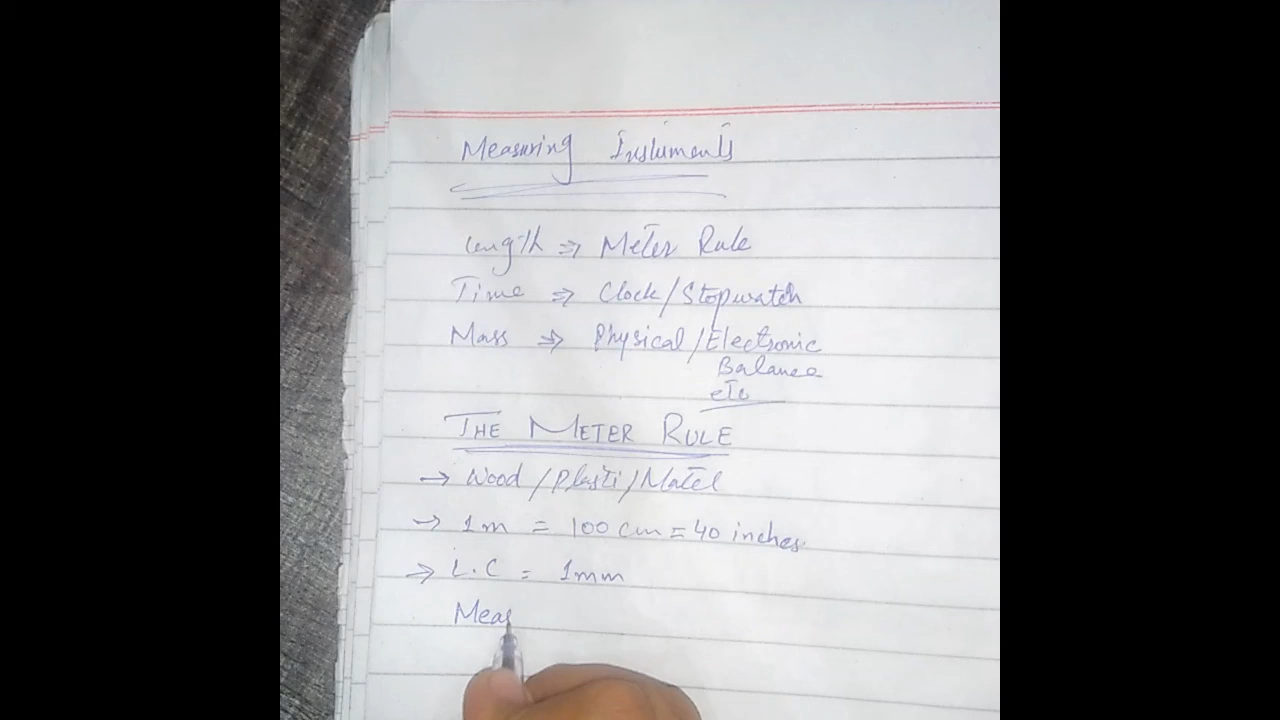 Measuring Instuments
Length ⇒ Meter Rule
Time ⇒ Clock/Stopwatch
Mass ⇒ Physical/Electronic
Balance
etc
THE METER RULE
→ Wood/Plasti/Matel
→ 1m = 100 cm = 40 inches
→ L.C = 1mm
Meas